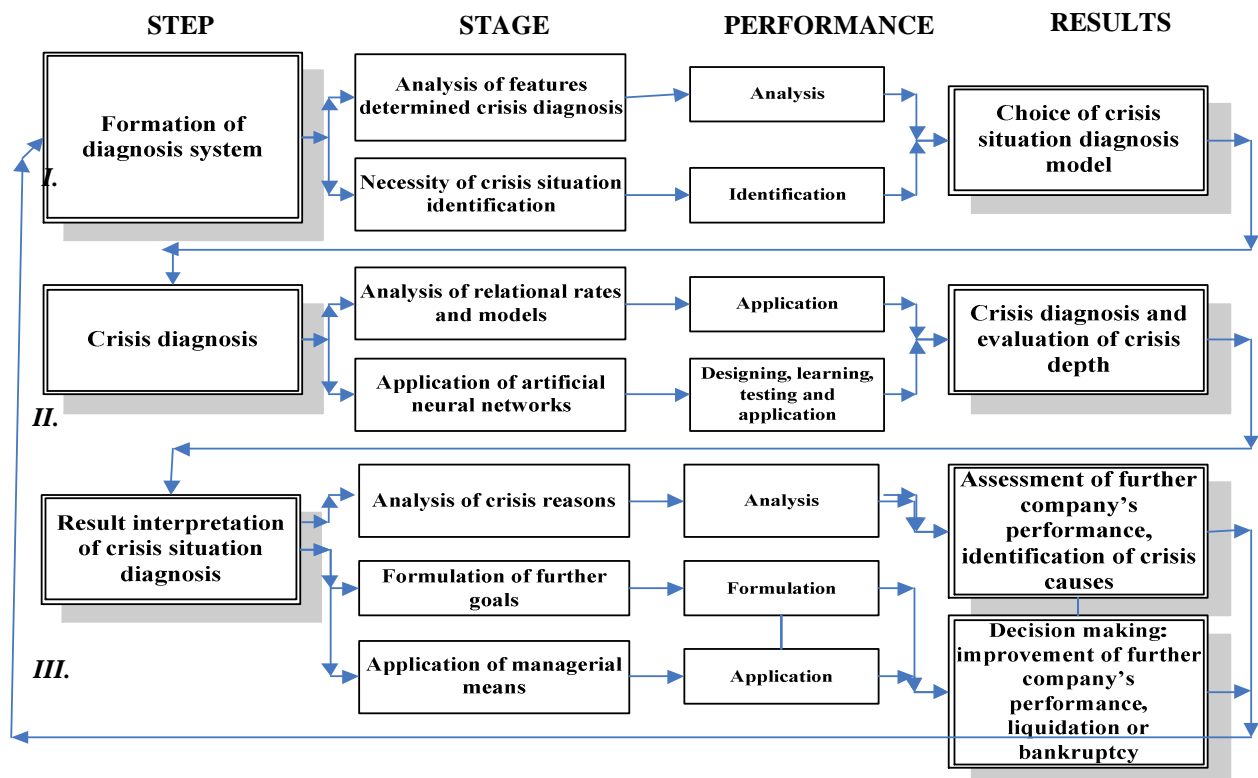 STEP
STAGE
PERFORMANCE
RESULTS
Formation of
diagnosis system
I.
Analysis of features
determined crisis diagnosis
Analysis
Necessity of crisis situation
identification
Identification
Choice of crisis
situation diagnosis
model
Crisis diagnosis
II.
Analysis of relational rates
and models
Application
Application of artificial
neural networks
Designing, learning,
testing and
application
Crisis diagnosis and
evaluation of crisis
depth
Result interpretation
of crisis situation
diagnosis
III.
Analysis of crisis reasons
Analysis
Formulation of further
goals
Formulation
Application of managerial
means
Application
Assessment of further
company’s
performance,
identification of crisis
causes
Decision making:
improvement of further
company’s
performance,
liquidation or
bankruptcy